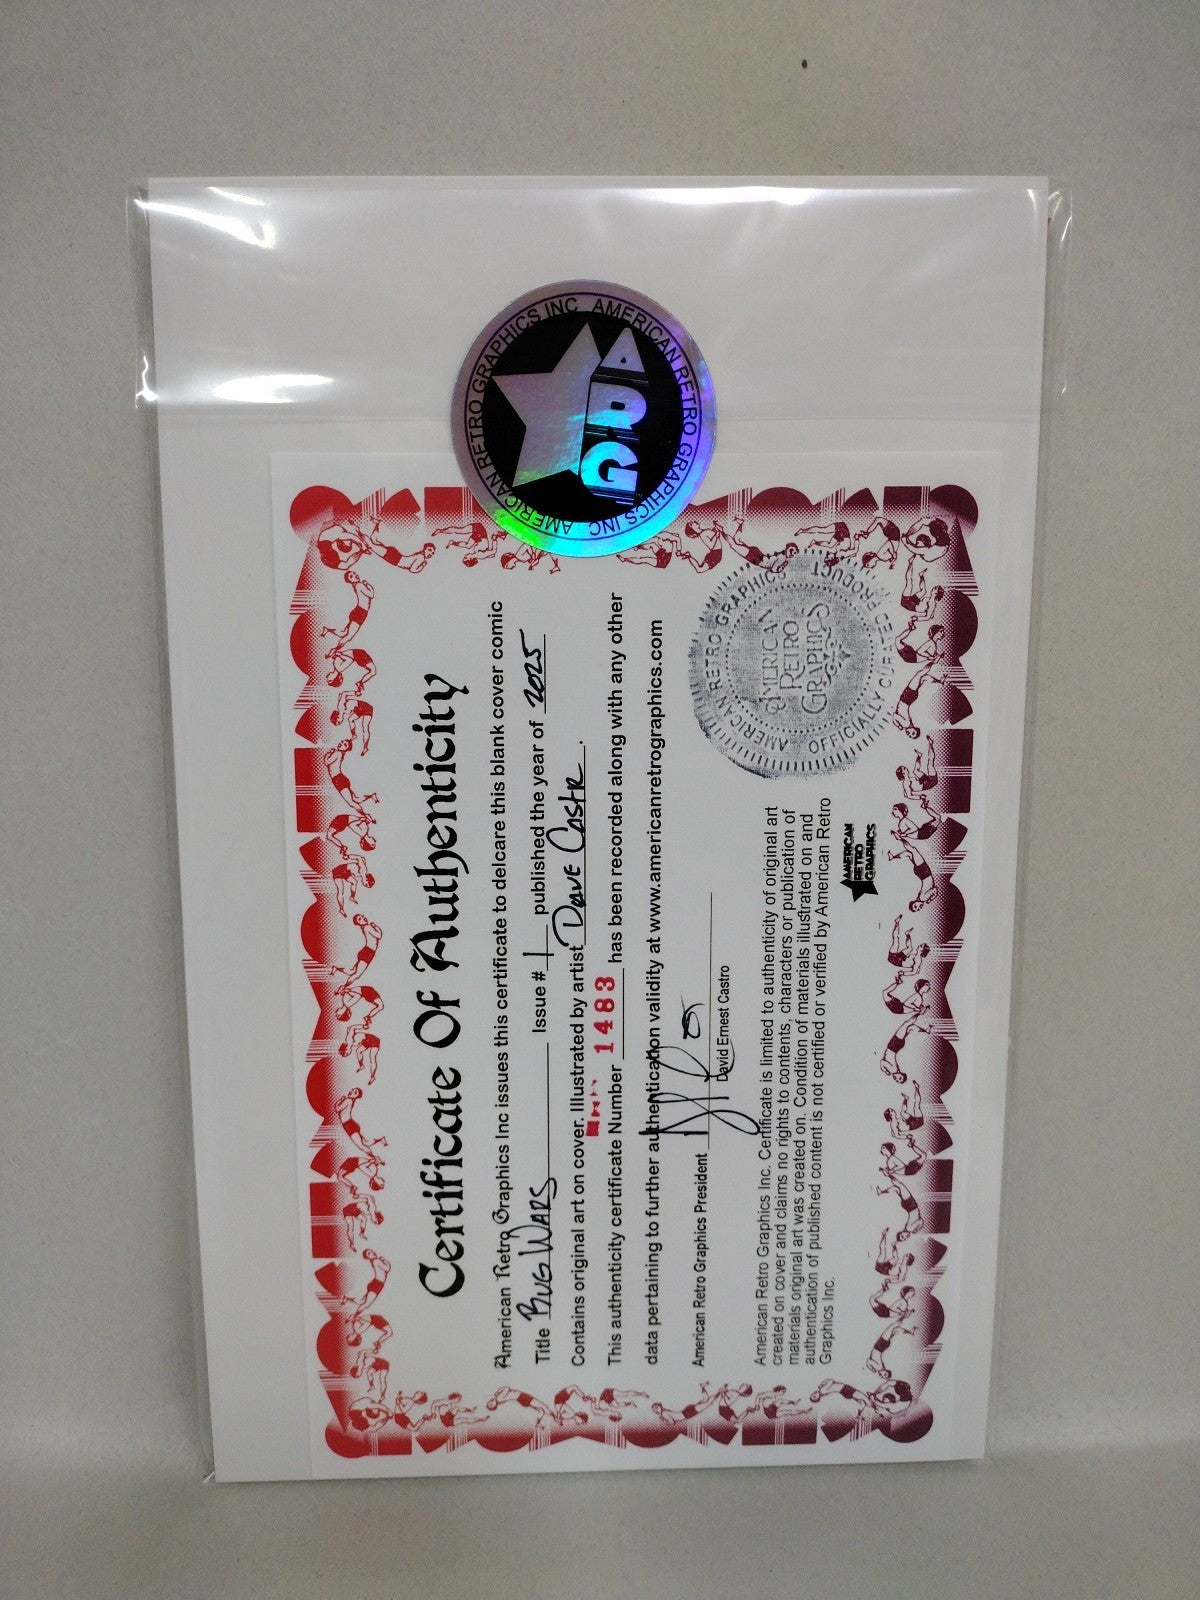 AMERICAN RETRO GRAPHICS INC AMERICAN RETRO GRAPHICS INC
ARG
Certificate Of Authenticity
American Retro Graphics Inc issues this certificate to delcare this blank cover comic
Title Bug Wars Issue # 1 published the year of 2025
Contains original art on cover. Illustrated by artist Dave Castr.
This authenticity certificate Number 1483 has been recorded along with any other
data pertaining to further authentication validity at www.americanretrographics.com
American Retro Graphics President
David Ernest Castro
AMERICAN RETRO GRAPHICS
AMERICAN
RETRO
GRAPHICS
OFFICIALLY CURATED PRODUCT
American Retro Graphics Inc. Certificate is limited to authenticity of original art
created on cover and claims no rights to contents, characters or publication of
materials original art was created on. Condition of materials illustrated on and
authentication of published content is not certified or verified by American Retro
Graphics Inc.
AMERICAN
RETRO
GRAPHICS